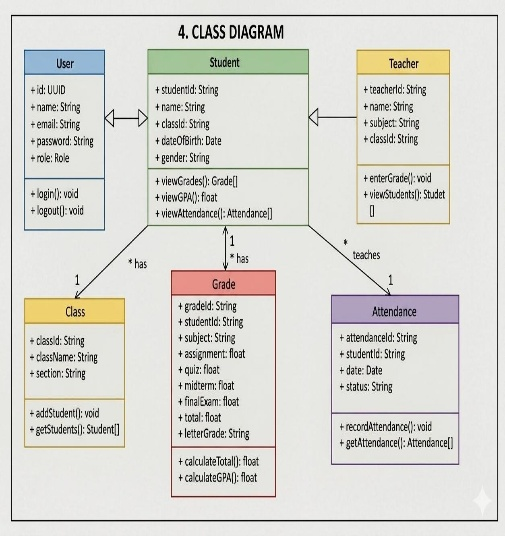 4. CLASS DIAGRAM
User
+ id: UUID
+ name: String
+ email: String
+ password: String
+ role: Role
+ login(): void
+ logout(): void
Student
+ studentId: String
+ name: String
+ classId: String
+ dateOfBirth: Date
+ gender: String
+ viewGrades(): Grade[]
+ viewGPA(): float
+ viewAttendance(): Attendance[]
Teacher
+ teacherId: String
+ name: String
+ subject: String
+ classId: String
+ enterGrade(): void
+ viewStudents(): Studet
[]
* has
1
1
* has
*
teaches
1
Class
+ classId: String
+ className: String
+ section: String
+ addStudent(): void
+ getStudents(): Student[]
Grade
+ gradeId: String
+ studentId: String
+ subject: String
+ assignment: float
+ quiz: float
+ midterm: float
+ finalExam: float
+ total: float
+ letterGrade: String
+ calculateTotal(): float
+ calculateGPA(): float
Attendance
+ attendanceId: String
+ studentId: String
+ date: Date
+ status: String
+ recordAttendance(): void
+ getAttendance(): Attendance[]